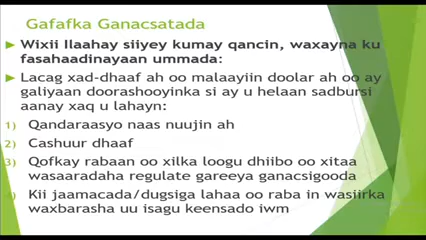 Gafafka Ganacsatada
Wixii Ilaahay siiyey kumay qancin, waxayna ku
fasahaadinayaan ummada:
Lacag xad-dhaaf ah oo malaayiin doolar ah oo ay
galiyaan doorashooyinka si ay u helaan sadbursi
aanay xaq u lahayn:
1) Qandaraasyo naas nuujin ah
2) Cashuur dhaaf
3) Qofkay rabaan oo xilka loogu dhiibo oo xitaa
wasaaradaha regulate gareeya ganacsigooda
4) Kii jaamacada/dugsiga lahaa oo raba in wasiirka
waxbarasha uu isagu keensado iwm